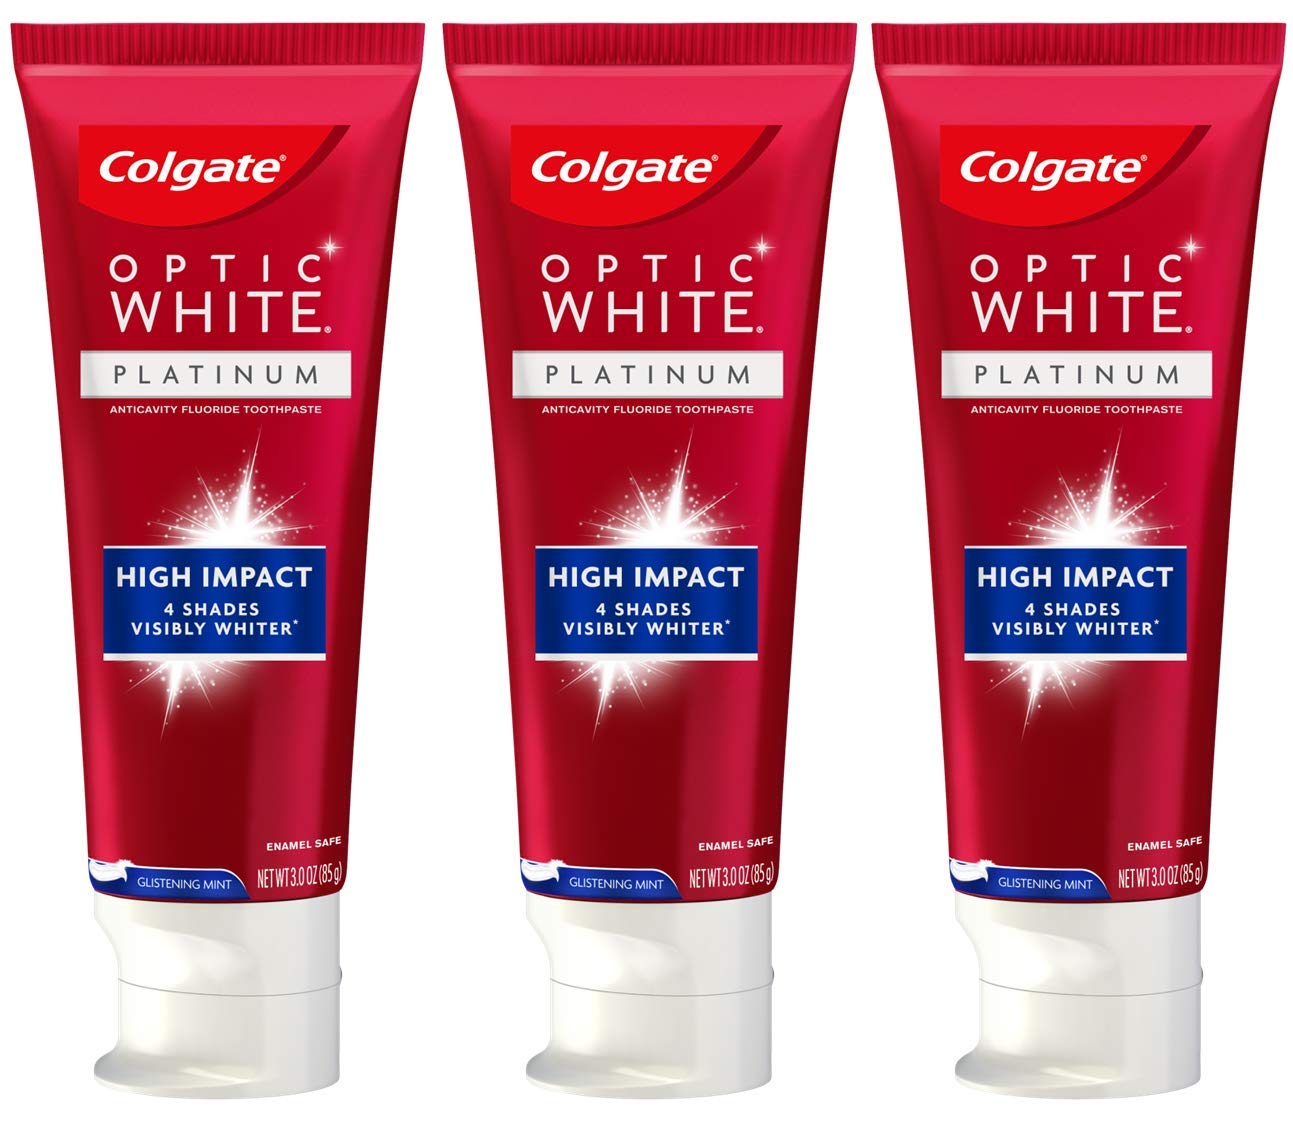 Colgate®
OPTIC
WHITE®
PLATINUM
ANTICAVITY FLUORIDE TOOTHPASTE
HIGH IMPACT
4 SHADES
VISIBLY WHITER*
ENAMEL SAFE
GLISTENING MINT
NET WT 3.0 OZ (85 g)
Colgate®
OPTIC
WHITE®
PLATINUM
ANTICAVITY FLUORIDE TOOTHPASTE
HIGH IMPACT
4 SHADES
VISIBLY WHITER*
ENAMEL SAFE
GLISTENING MINT
NET WT 3.0 OZ (85 g)
Colgate®
OPTIC
WHITE®
PLATINUM
ANTICAVITY FLUORIDE TOOTHPASTE
HIGH IMPACT
4 SHADES
VISIBLY WHITER*
ENAMEL SAFE
GLISTENING MINT
NET WT 3.0 OZ (85 g)